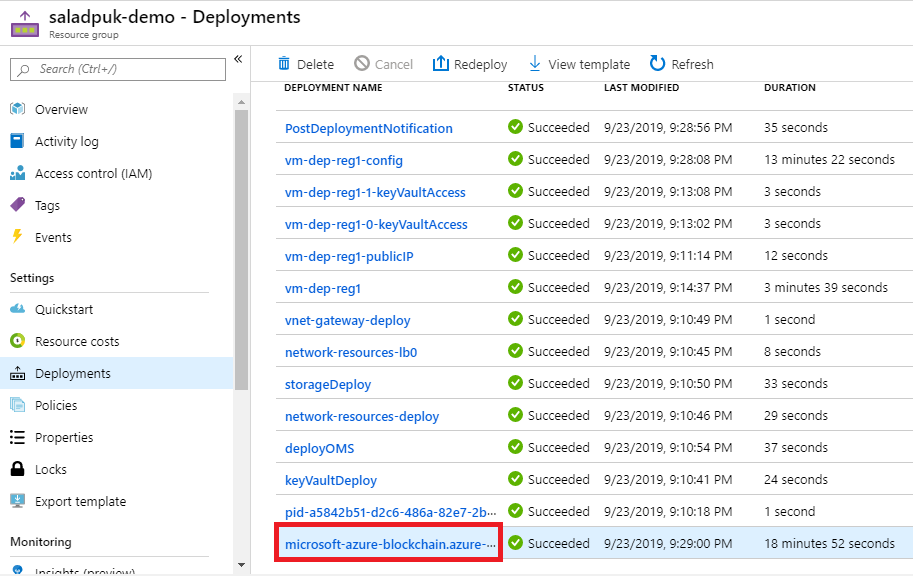 saladpuk-demo - Deployments
Resource group
Search (Ctrl+/)
«
Overview
Activity log
Access control (IAM)
Tags
Events
Settings
Quickstart
Resource costs
Deployments
Policies
Properties
Locks
Export template
Monitoring
Insights (preview)
Delete Cancel Redeploy View template Refresh
DEPLOYMENT NAME STATUS LAST MODIFIED DURATION
PostDeploymentNotification Succeeded 9/23/2019, 9:28:56 PM 35 seconds
vm-dep-reg1-config Succeeded 9/23/2019, 9:28:08 PM 13 minutes 22 seconds
vm-dep-reg1-1-keyVaultAccess Succeeded 9/23/2019, 9:13:08 PM 3 seconds
vm-dep-reg1-0-keyVaultAccess Succeeded 9/23/2019, 9:13:02 PM 3 seconds
vm-dep-reg1-publicIP Succeeded 9/23/2019, 9:11:14 PM 12 seconds
vm-dep-reg1 Succeeded 9/23/2019, 9:14:37 PM 3 minutes 39 seconds
vnet-gateway-deploy Succeeded 9/23/2019, 9:10:49 PM 1 second
network-resources-lb0 Succeeded 9/23/2019, 9:10:45 PM 8 seconds
storageDeploy Succeeded 9/23/2019, 9:10:50 PM 33 seconds
network-resources-deploy Succeeded 9/23/2019, 9:10:46 PM 29 seconds
deployOMS Succeeded 9/23/2019, 9:10:54 PM 37 seconds
keyVaultDeploy Succeeded 9/23/2019, 9:10:41 PM 24 seconds
pid-a5842b51-d2c6-486a-82e7-2b··· Succeeded 9/23/2019, 9:10:18 PM 1 second
microsoft-azure-blockchain.azure-··· Succeeded 9/23/2019, 9:29:00 PM 18 minutes 52 seconds